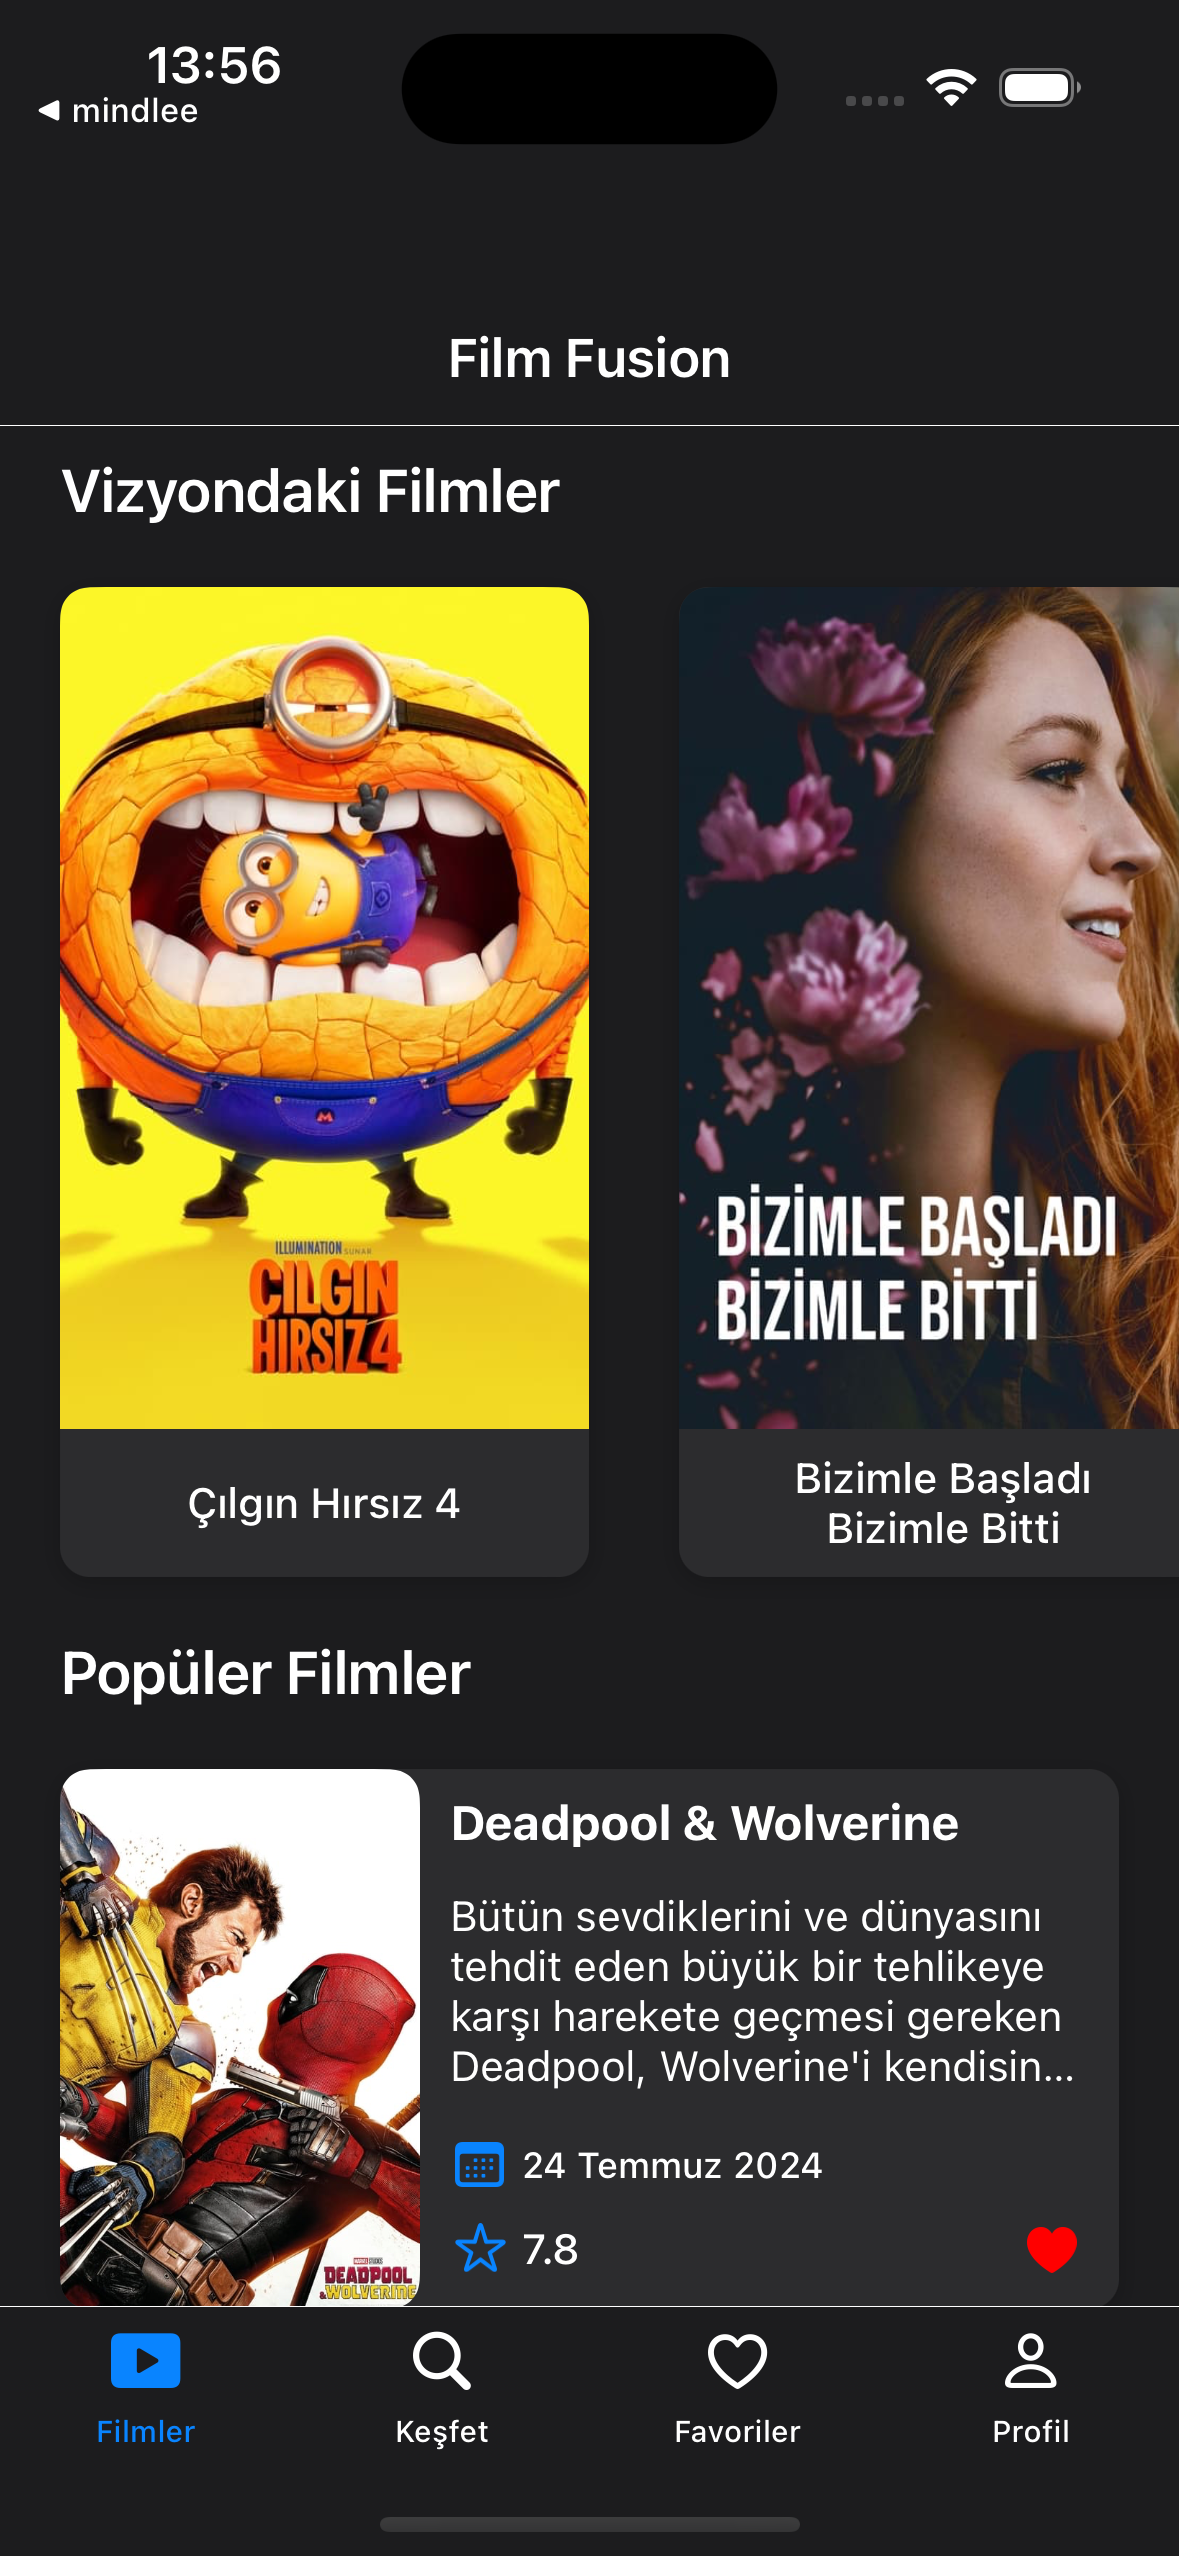 13:56
◀ mindlee
Film Fusion
Vizyondaki Filmler
ILLUMINATION SUNAR
ÇILGIN
HIRSIZ 4
BİZİMLE BAŞLADI
BİZİMLE BİTTİ
Çılgın Hırsız 4
Bizimle Başladı
Bizimle Bitti
Popüler Filmler
Deadpool & Wolverine
Bütün sevdiklerini ve dünyasını
tehdit eden büyük bir tehlikeye
karşı harekete geçmesi gereken
Deadpool, Wolverine'i kendisin...
24 Temmuz 2024
7.8
MARVEL STUDIOS
DEADPOOL
& WOLVERINE
Filmler
Keşfet
Favoriler
Profil